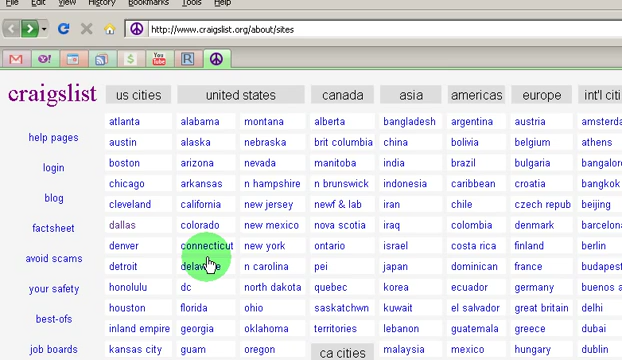 File Edit View History Bookmarks Tools Help
http://www.craigslist.org/about/sites
craigslist
help pages
login
blog
factsheet
avoid scams
your safety
best-ofs
job boards
us cities
atlanta
austin
boston
chicago
cleveland
dallas
denver
detroit
honolulu
houston
inland empire
kansas city
united states
alabama
alaska
arizona
arkansas
california
colorado
connecticut
delaware
dc
florida
georgia
guam
montana
nebraska
nevada
n hampshire
new jersey
new mexico
new york
n carolina
north dakota
ohio
oklahoma
oregon
canada
alberta
brit columbia
manitoba
n brunswick
newf & lab
nova scotia
ontario
pei
quebec
saskatchwn
territories
ca cities
asia
bangladesh
china
india
indonesia
iran
iraq
israel
japan
korea
kuwait
lebanon
malaysia
americas
argentina
bolivia
brazil
caribbean
chile
colombia
costa rica
dominican
ecuador
el salvador
guatemala
mexico
europe
austria
belgium
bulgaria
croatia
czech repub
denmark
finland
france
germany
great britain
greece
hungary
int'l citi
amsterda
athens
bangalor
bangkok
beijing
barcelon
berlin
budapest
buenos a
delhi
dubai
dublin